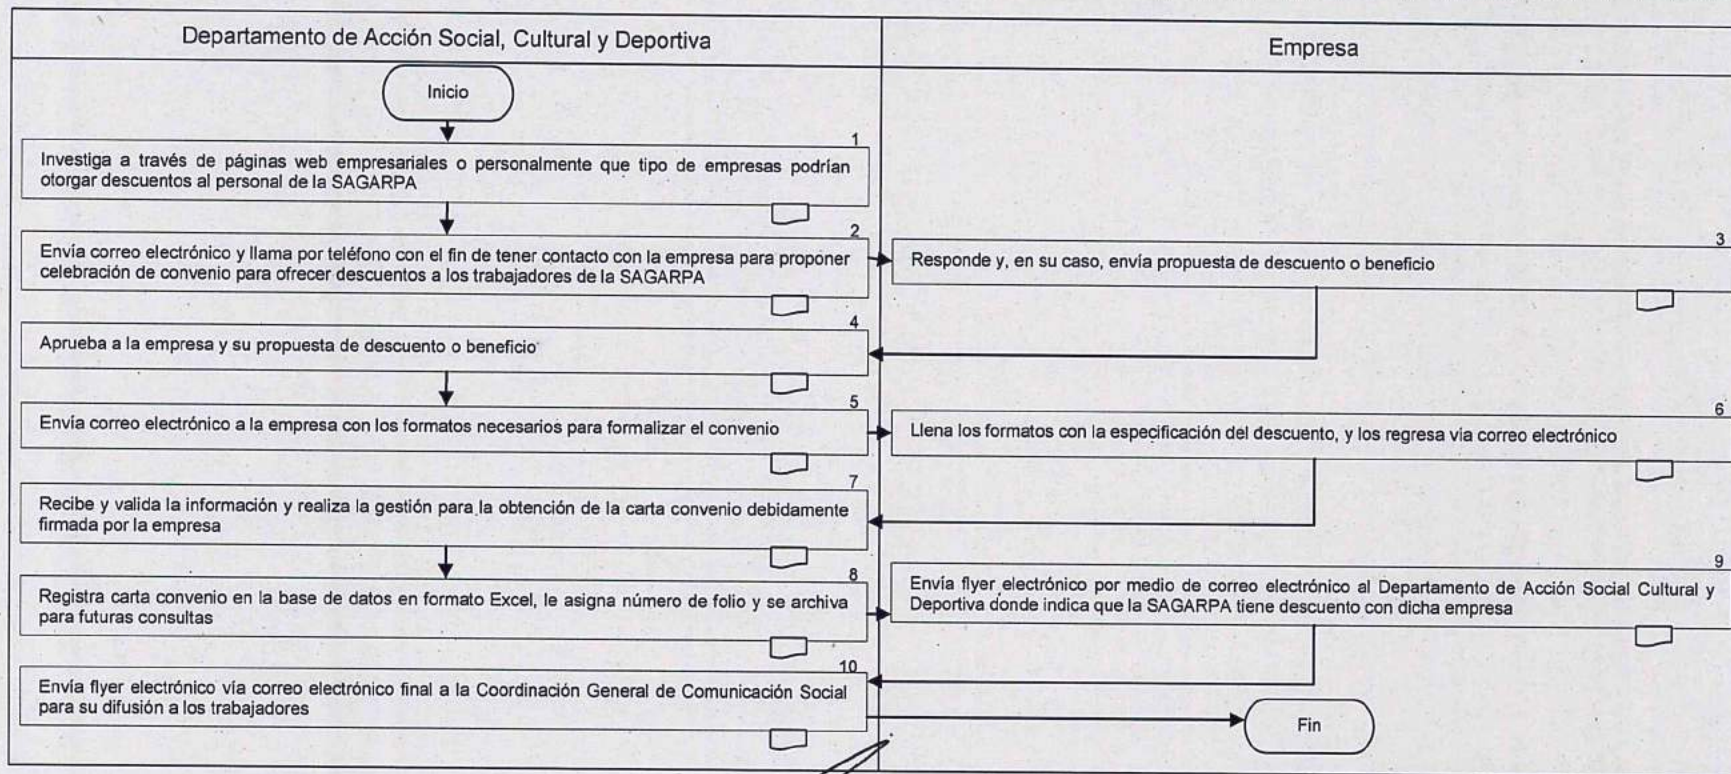 Departamento de Acción Social, Cultural y Deportiva
Empresa
Inicio
1
Investiga a través de páginas web empresariales o personalmente que tipo de empresas podrían
otorgar descuentos al personal de la SAGARPA
2
Envía correo electrónico y llama por teléfono con el fin de tener contacto con la empresa para proponer
celebración de convenio para ofrecer descuentos a los trabajadores de la SAGARPA
3
Responde y, en su caso, envía propuesta de descuento o beneficio
4
Aprueba a la empresa y su propuesta de descuento o beneficio
5
Envía correo electrónico a la empresa con los formatos necesarios para formalizar el convenio
6
Llena los formatos con la especificación del descuento, y los regresa via correo electrónico
7
Recibe y valida la información y realiza la gestión para la obtención de la carta convenio debidamente
firmada por la empresa
8
Registra carta convenio en la base de datos en formato Excel, le asigna número de folio y se archiva
para futuras consultas
9
Envía flyer electrónico por medio de correo electrónico al Departamento de Acción Social Cultural y
Deportiva donde indica que la SAGARPA tiene descuento con dicha empresa
10
Envía flyer electrónico vía correo electrónico final a la Coordinación General de Comunicación Social
para su difusión a los trabajadores
Fin